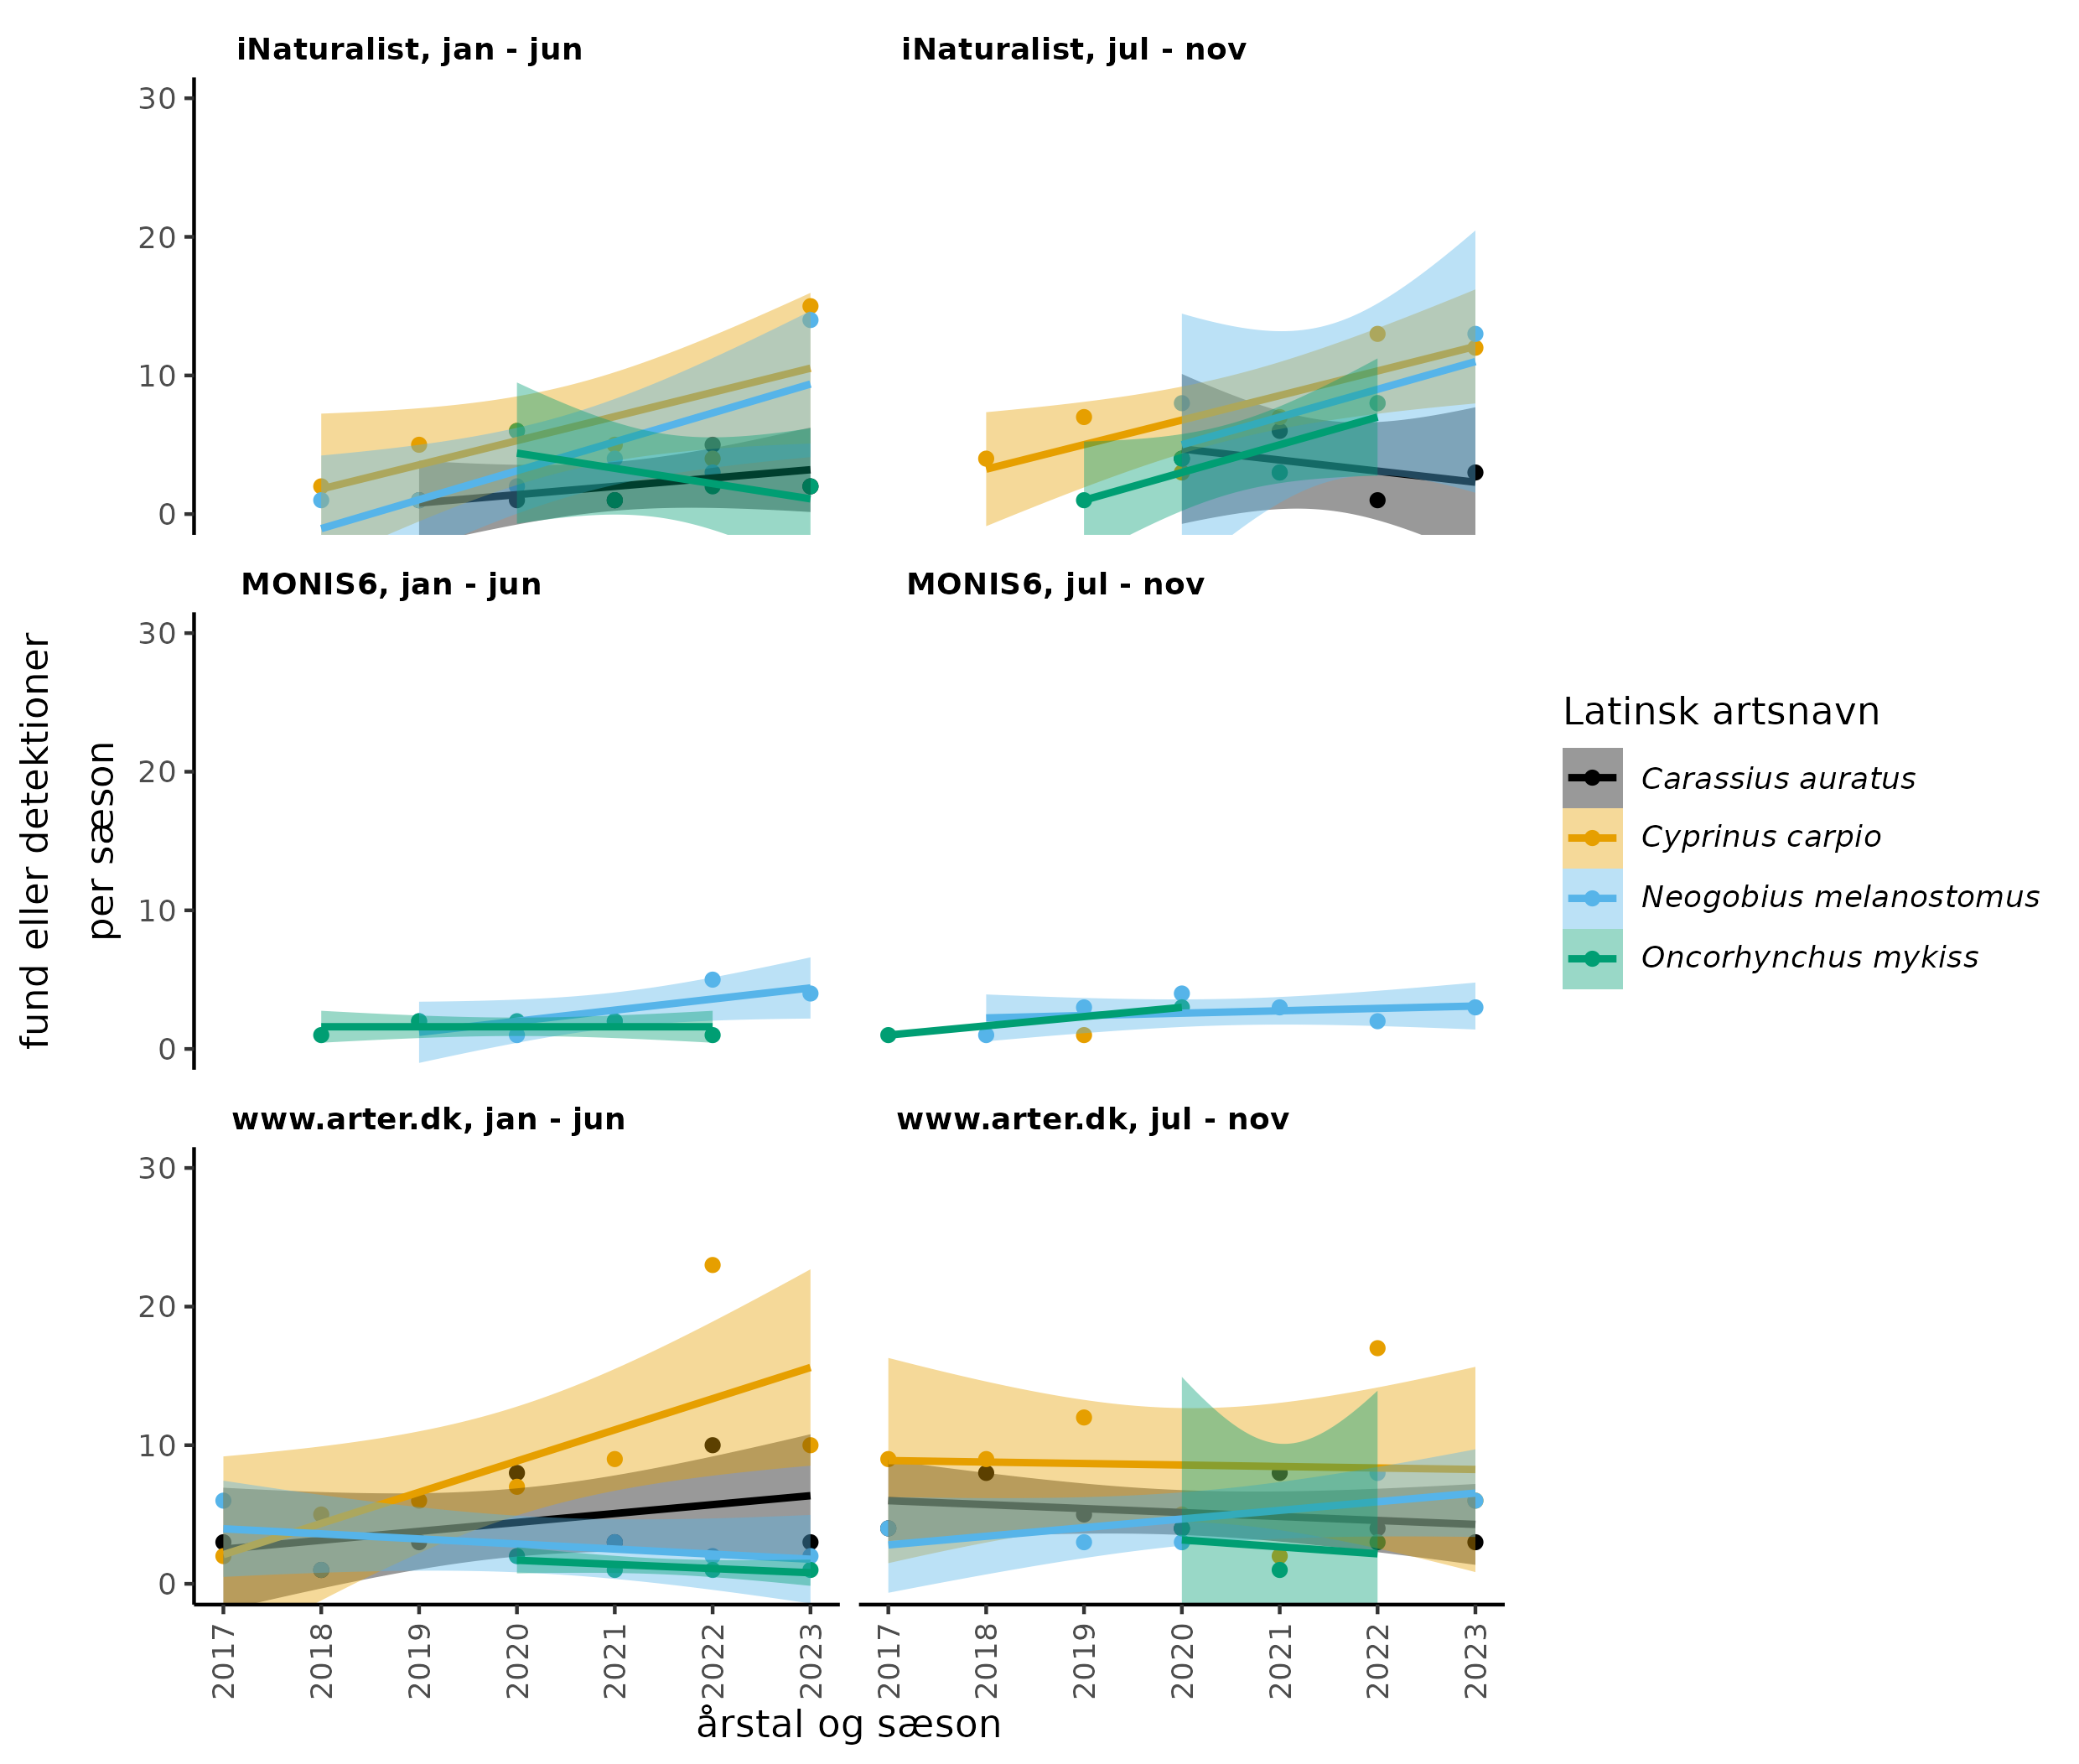 iNaturalist, jan - jun
iNaturalist, jul - nov
30
20
10
0
MONIS6, jan - jun
MONIS6, jul - nov
30
20
10
0
www.arter.dk, jan - jun
www.arter.dk, jul - nov
30
20
10
0
2017
2018
2019
2020
2021
2022
2023
2017
2018
2019
2020
2021
2022
2023
årstal og sæson
fund eller detektioner
per sæson
Latinsk artsnavn
Carassius auratus
Cyprinus carpio
Neogobius melanostomus
Oncorhynchus mykiss